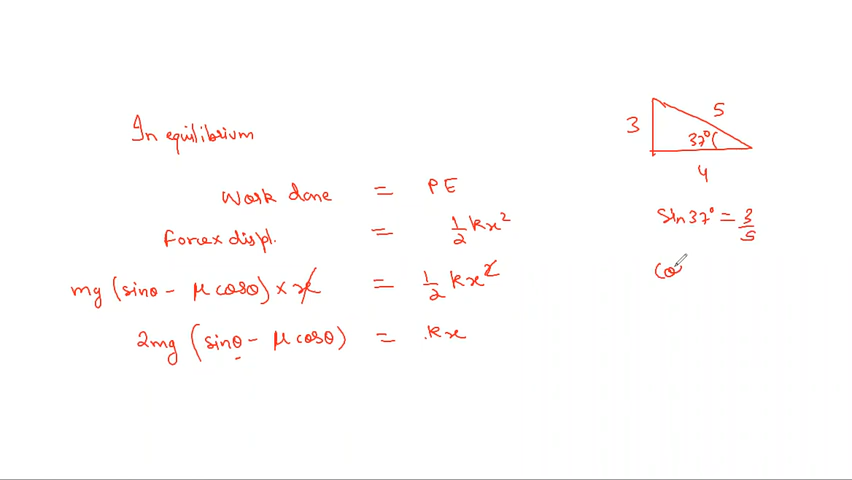 In equilibrium
Work done = PE
Force x displ. = 1/2 kx²
mg (sinθ - μ cosθ) × x = 1/2 kx²
2mg (sinθ - μ cosθ) = kx
3
5
37°
4
sin 37° = 3/5
co